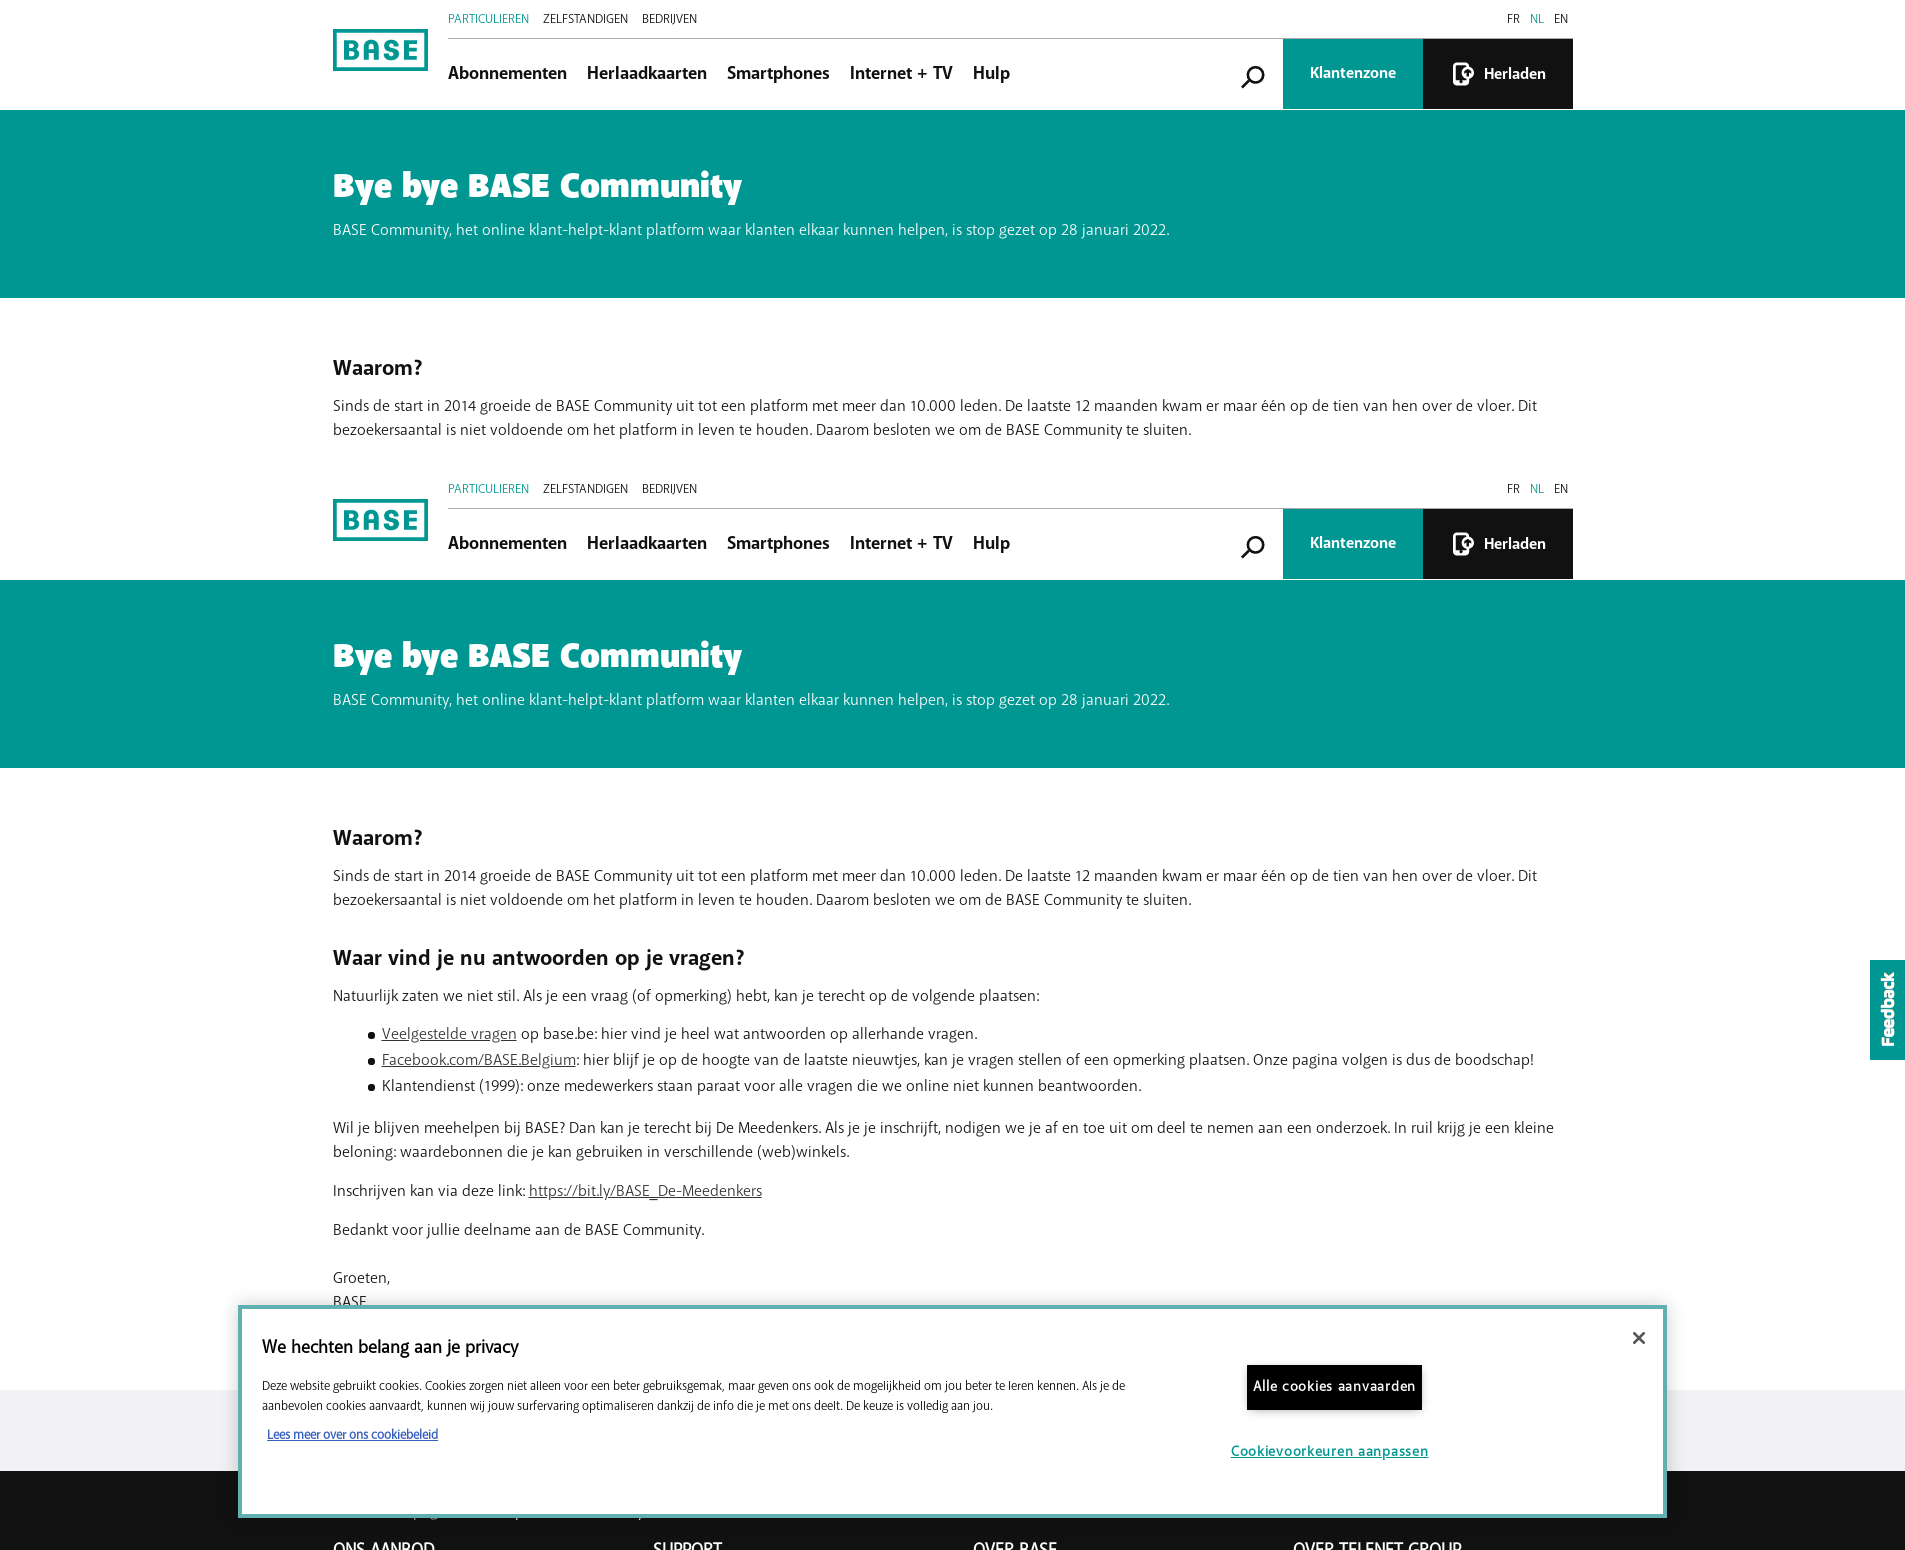 PARTICULIEREN ZELFSTANDIGEN BEDRIJVEN FR NL EN
BASE
Abonnementen Herlaadkaarten Smartphones Internet + TV Hulp Klantenzone Herladen
Bye bye BASE Community
BASE Community, het online klant-helpt-klant platform waar klanten elkaar kunnen helpen, is stop gezet op 28 januari 2022.
Waarom?
Sinds de start in 2014 groeide de BASE Community uit tot een platform met meer dan 10.000 leden. De laatste 12 maanden kwam er maar één op de tien van hen over de vloer. Dit
bezoekersaantal is niet voldoende om het platform in leven te houden. Daarom besloten we om de BASE Community te sluiten.
PARTICULIEREN ZELFSTANDIGEN BEDRIJVEN FR NL EN
BASE
Abonnementen Herlaadkaarten Smartphones Internet + TV Hulp Klantenzone Herladen
Bye bye BASE Community
BASE Community, het online klant-helpt-klant platform waar klanten elkaar kunnen helpen, is stop gezet op 28 januari 2022.
Waarom?
Sinds de start in 2014 groeide de BASE Community uit tot een platform met meer dan 10.000 leden. De laatste 12 maanden kwam er maar één op de tien van hen over de vloer. Dit
bezoekersaantal is niet voldoende om het platform in leven te houden. Daarom besloten we om de BASE Community te sluiten.
Waar vind je nu antwoorden op je vragen?
Natuurlijk zaten we niet stil. Als je een vraag (of opmerking) hebt, kan je terecht op de volgende plaatsen:
Veelgestelde vragen op base.be: hier vind je heel wat antwoorden op allerhande vragen.
Facebook.com/BASE.Belgium: hier blijf je op de hoogte van de laatste nieuwtjes, kan je vragen stellen of een opmerking plaatsen. Onze pagina volgen is dus de boodschap!
Klantendienst (1999): onze medewerkers staan paraat voor alle vragen die we online niet kunnen beantwoorden.
Feedback
Wil je blijven meehelpen bij BASE? Dan kan je terecht bij De Meedenkers. Als je je inschrijft, nodigen we je af en toe uit om deel te nemen aan een onderzoek. In ruil krijg je een kleine
beloning: waardebonnen die je kan gebruiken in verschillende (web)winkels.
Inschrijven kan via deze link: https://bit.ly/BASE_De-Meedenkers
Bedankt voor jullie deelname aan de BASE Community.
Groeten,
BASE
We hechten belang aan je privacy
Deze website gebruikt cookies. Cookies zorgen niet alleen voor een beter gebruiksgemak, maar geven ons ook de mogelijkheid om jou beter te leren kennen. Als je de
aanbevolen cookies aanvaardt, kunnen wij jouw surfervaring optimaliseren dankzij de info die je met ons deelt. De keuze is volledig aan jou.
Lees meer over ons cookiebeleid
Alle cookies aanvaarden
Cookievoorkeuren aanpassen
ONS AANBOD SUPPORT OVER BASE OVER TELENET GROUP